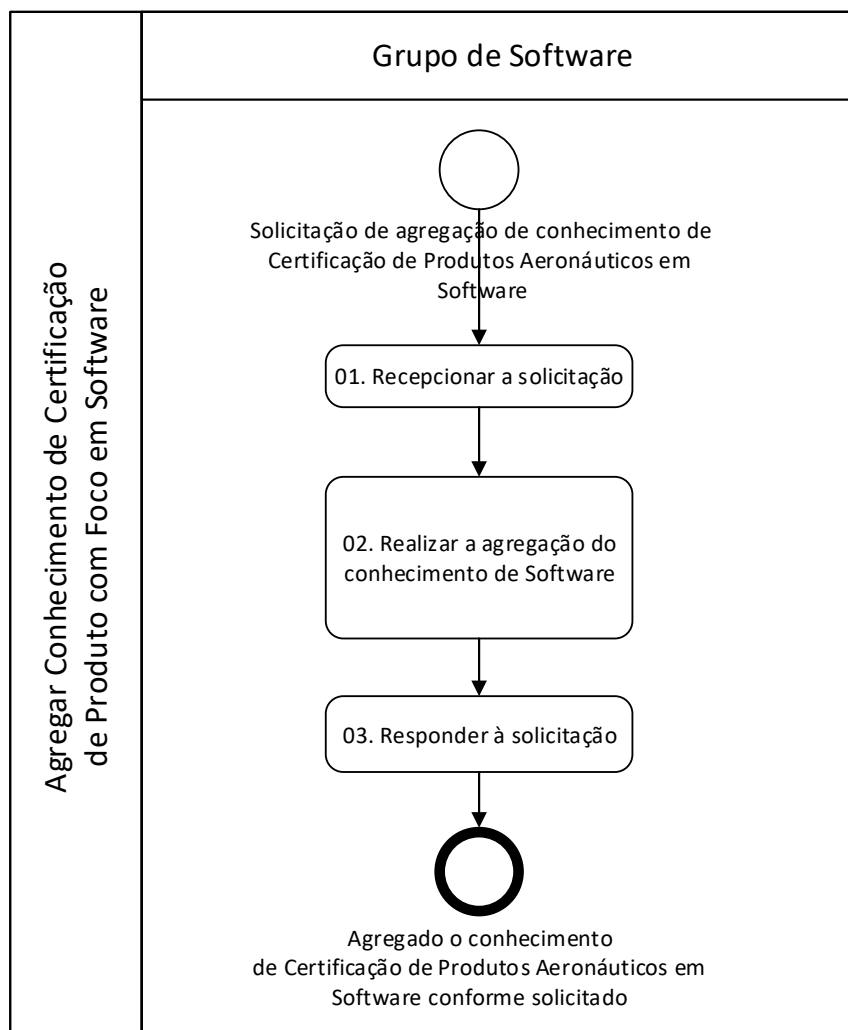 Grupo de Software
Agregar Conhecimento de Certificação
de Produto com Foco em Software
Solicitação de agregação de conhecimento de
Certificação de Produtos Aeronáuticos em
Software
01. Recepcionar a solicitação
02. Realizar a agregação do
conhecimento de Software
03. Responder à solicitação
Agregado o conhecimento
de Certificação de Produtos Aeronáuticos em
Software conforme solicitado